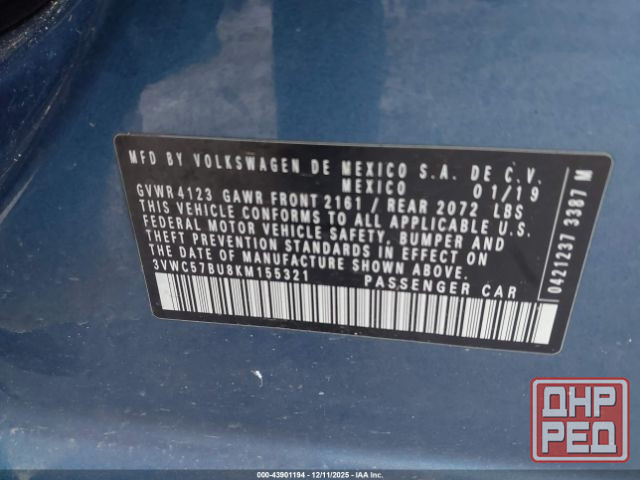 MFD BY VOLKSWAGEN DE MEXICO S.A. DE C.V.
MEXICO 01/19
GVWR 4123 GAWR FRONT 2161 / REAR 2072 LBS
THIS VEHICLE CONFORMS TO ALL APPLICABLE U.S.
FEDERAL MOTOR VEHICLE SAFETY, BUMPER AND
THEFT PREVENTION STANDARDS IN EFFECT ON
THE DATE OF MANUFACTURE SHOWN ABOVE.
3VWC57BU8KM155321 PASSENGER CAR
0421237 3387 M
ДНР
РЕД
000-43901194 - 12/11/2025 - IAA Inc.